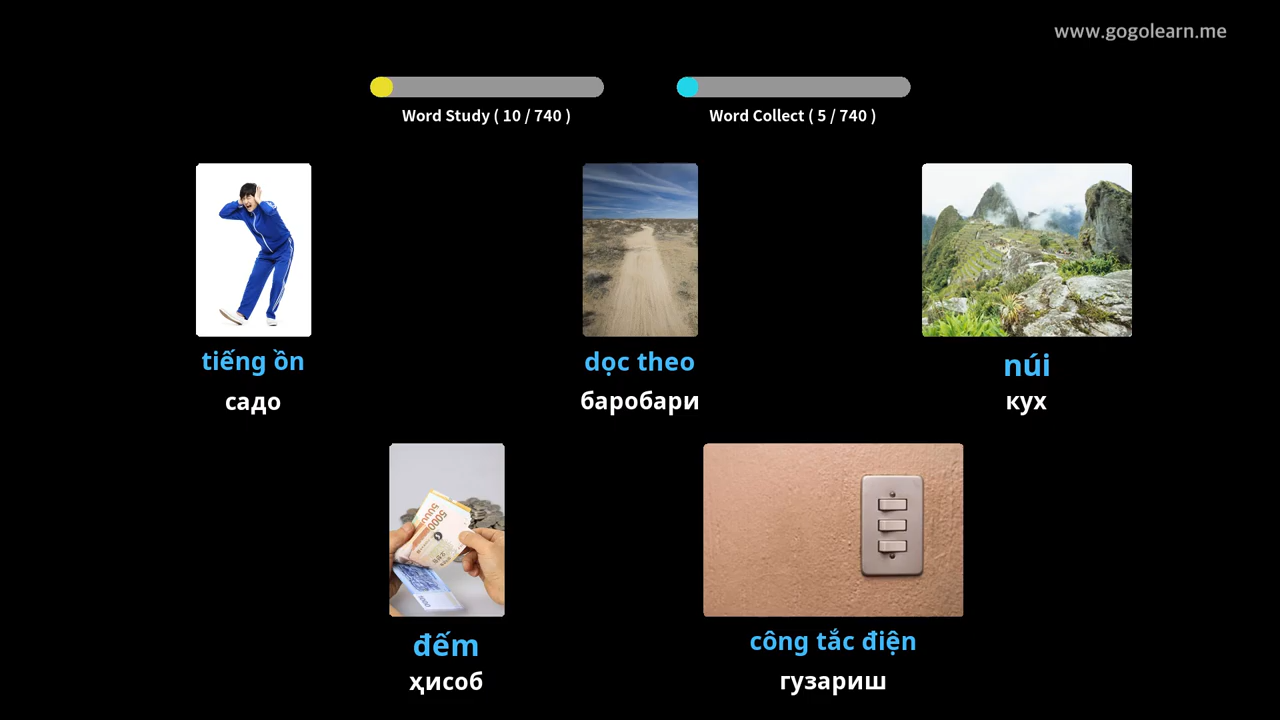 www.gogolearn.me
Word Study ( 10 / 740 )
Word Collect ( 5 / 740 )
tiếng ồn
садо
dọc theo
баробари
núi
кух
5000
đếm
ҳисоб
công tắc điện
гузариш